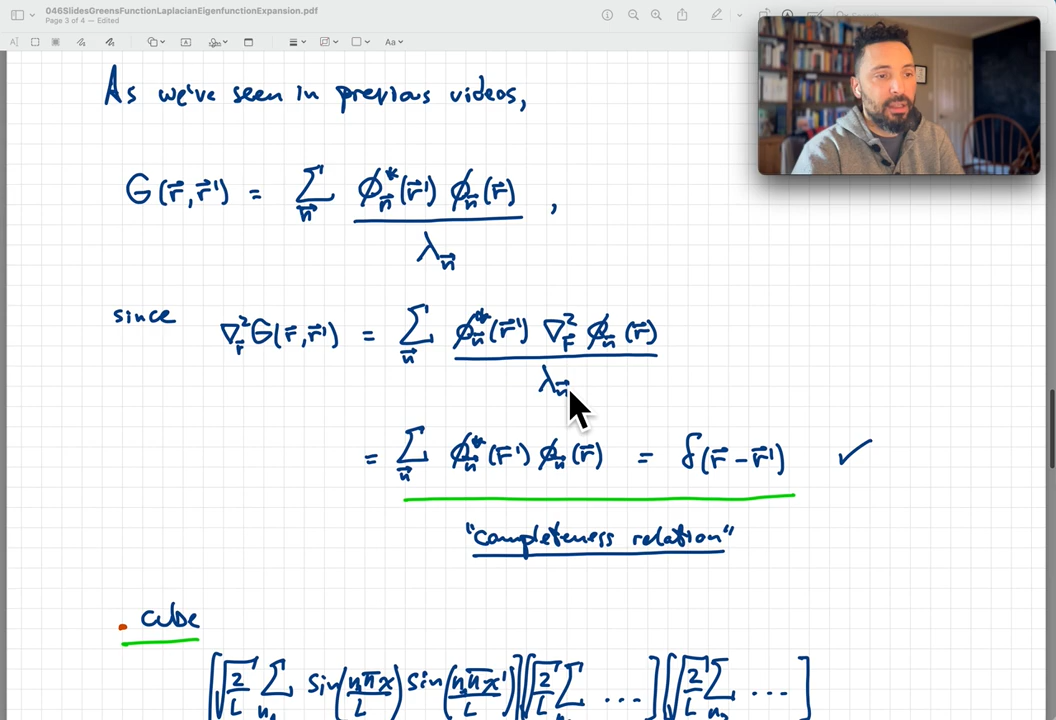 046SlidesGreensFunctionLaplacianEigenfunctionExpansion.pdf
Page 3 of 4 — Edited
Search
Aa
As we've seen in previous videos,
G(r⃗,r⃗') = Σ_n⃗ ϕ*_n⃗(r⃗') ϕ_n⃗(r⃗) / λ_n⃗ ,
since ∇²_r⃗ G(r⃗,r⃗') = Σ_n⃗ ϕ*_n⃗(r⃗') ∇²_r⃗ ϕ_n⃗(r⃗) / λ_n⃗
= Σ_n⃗ ϕ*_n⃗(r⃗') ϕ_n⃗(r⃗) = δ(r⃗ - r⃗') ✓
"completeness relation"
. cube
[√2/L Σ sin(n₁πx/L) sin(n₁πx'/L)][√2/L Σ ...][√2/L Σ ...]